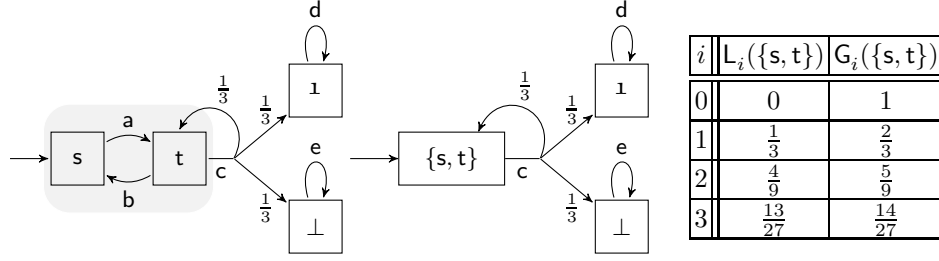 d
1
1/3
1/3
a
s
t
c
b
e
1/3
⊥
d
1
1/3
1/3
{s, t}
c
e
1/3
⊥
i L_i({s, t}) G_i({s, t})
0 0 1
1 1/3 2/3
2 4/9 5/9
3 13/27 14/27